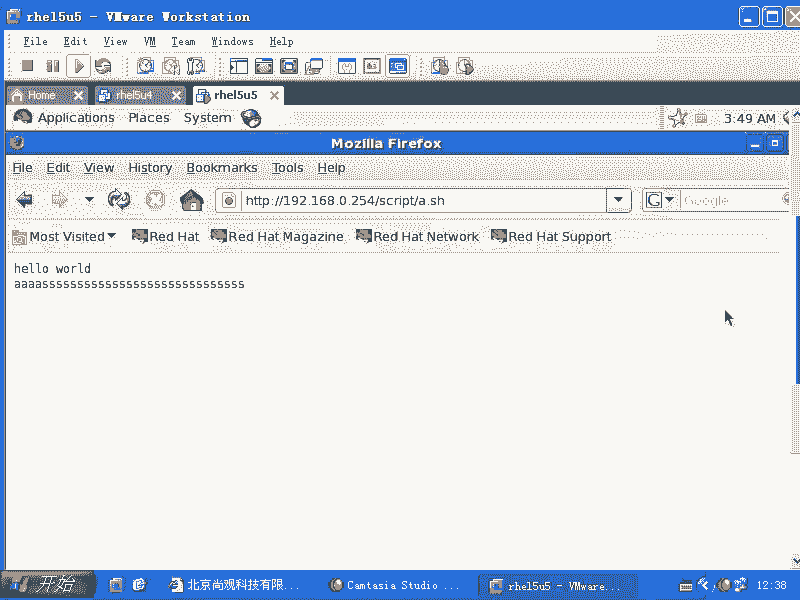 rhel5u5 - VMware Workstation
File Edit View VM Team Windows Help
Home rhel5u4 rhel5u5
Applications Places System 3:49 AM
Mozilla Firefox
File Edit View History Bookmarks Tools Help
http://192.168.0.254/script/a.sh G Google
Most Visited Red Hat Red Hat Magazine Red Hat Network Red Hat Support
hello world
aaaasssssssssssssssssssssssssssss
开始 北京尚观科技有限... Camtasia Studio ... rhel5u5 - VMware... 12:38